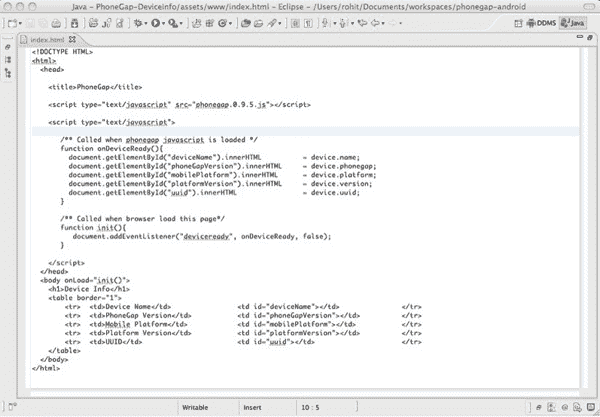 Java - PhoneGap-DeviceInfo/assets/www/index.html - Eclipse - /Users/rohit/Documents/workspaces/phonegap-android
DDMS Java
index.html
<!DOCTYPE HTML>
<html>
<head>
<title>PhoneGap</title>
<script type="text/javascript" src="phonegap.0.9.5.js"></script>
<script type="text/javascript">
/** Called when phonegap javascript is loaded */
function onDeviceReady(){
document.getElementById("deviceName").innerHTML = device.name;
document.getElementById("phoneGapVersion").innerHTML = device.phonegap;
document.getElementById("mobilePlatform").innerHTML = device.platform;
document.getElementById("platformVersion").innerHTML = device.version;
document.getElementById("uuid").innerHTML = device.uuid;
}
/** Called when browser load this page*/
function init(){
document.addEventListener("deviceready", onDeviceReady, false);
}
</script>
</head>
<body onLoad="init()">
<h1>Device Info</h1>
<table border="1">
<tr> <td>Device Name</td> <td id="deviceName"></td> </tr>
<tr> <td>PhoneGap Version</td> <td id="phoneGapVersion"></td> </tr>
<tr> <td>Mobile Platform</td> <td id="mobilePlatform"></td> </tr>
<tr> <td>Platform Version</td> <td id="platformVersion"></td> </tr>
<tr> <td>UUID</td> <td id="uuid"></td> </tr>
</table>
</body>
</html>
Writable Insert 10 : 5